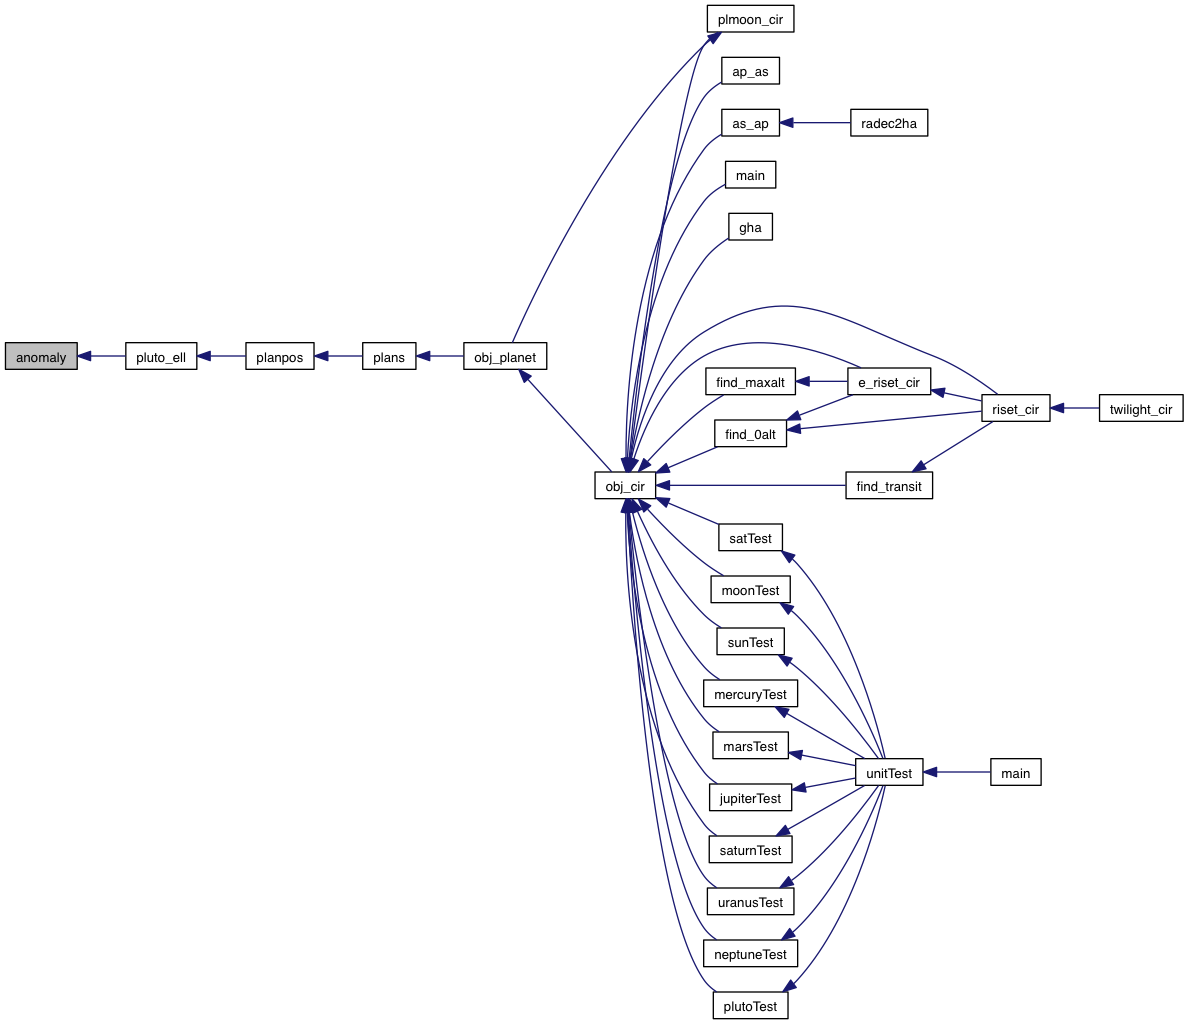 plmoon_cir
ap_as
as_ap
radec2ha
main
gha
anomaly
pluto_ell
planpos
plans
obj_planet
find_maxalt
e_riset_cir
riset_cir
twilight_cir
find_0alt
obj_cir
find_transit
satTest
moonTest
sunTest
mercuryTest
marsTest
unitTest
main
jupiterTest
saturnTest
uranusTest
neptuneTest
plutoTest